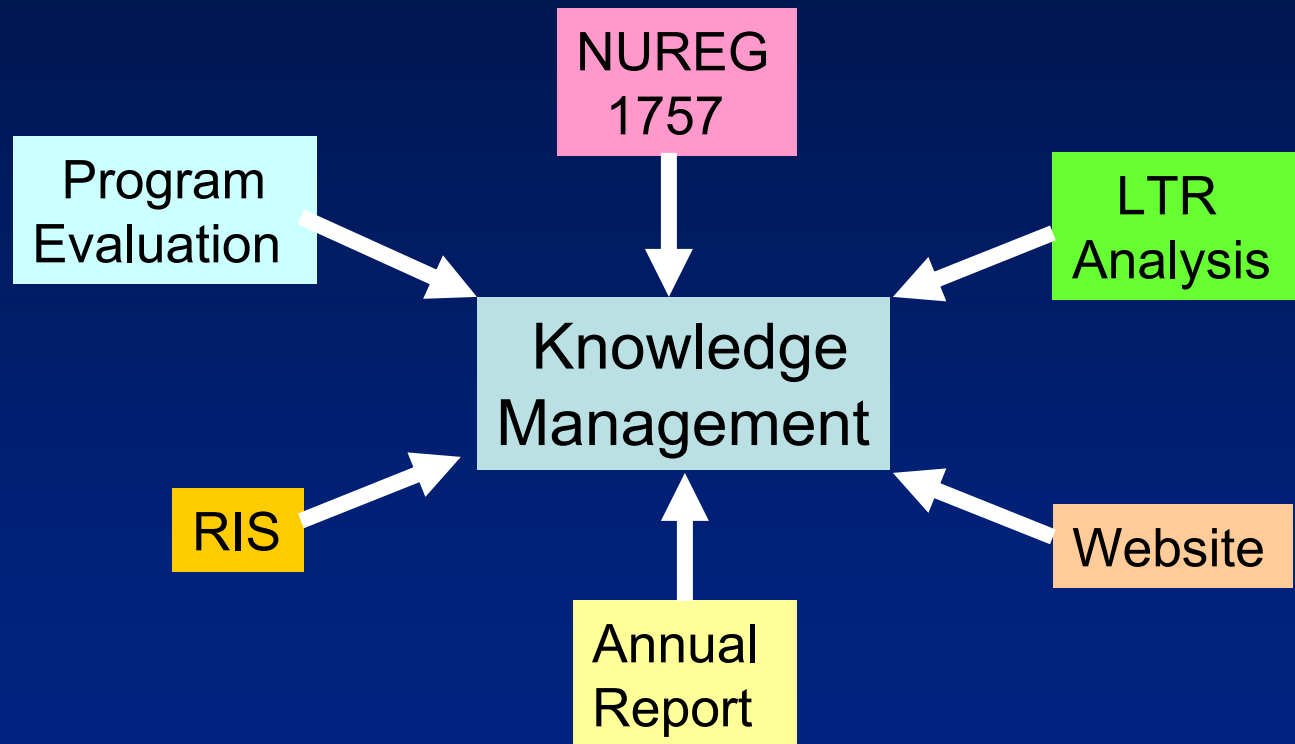 NUREG
1757
Program
Evaluation
LTR
Analysis
Knowledge
Management
RIS
Website
Annual
Report